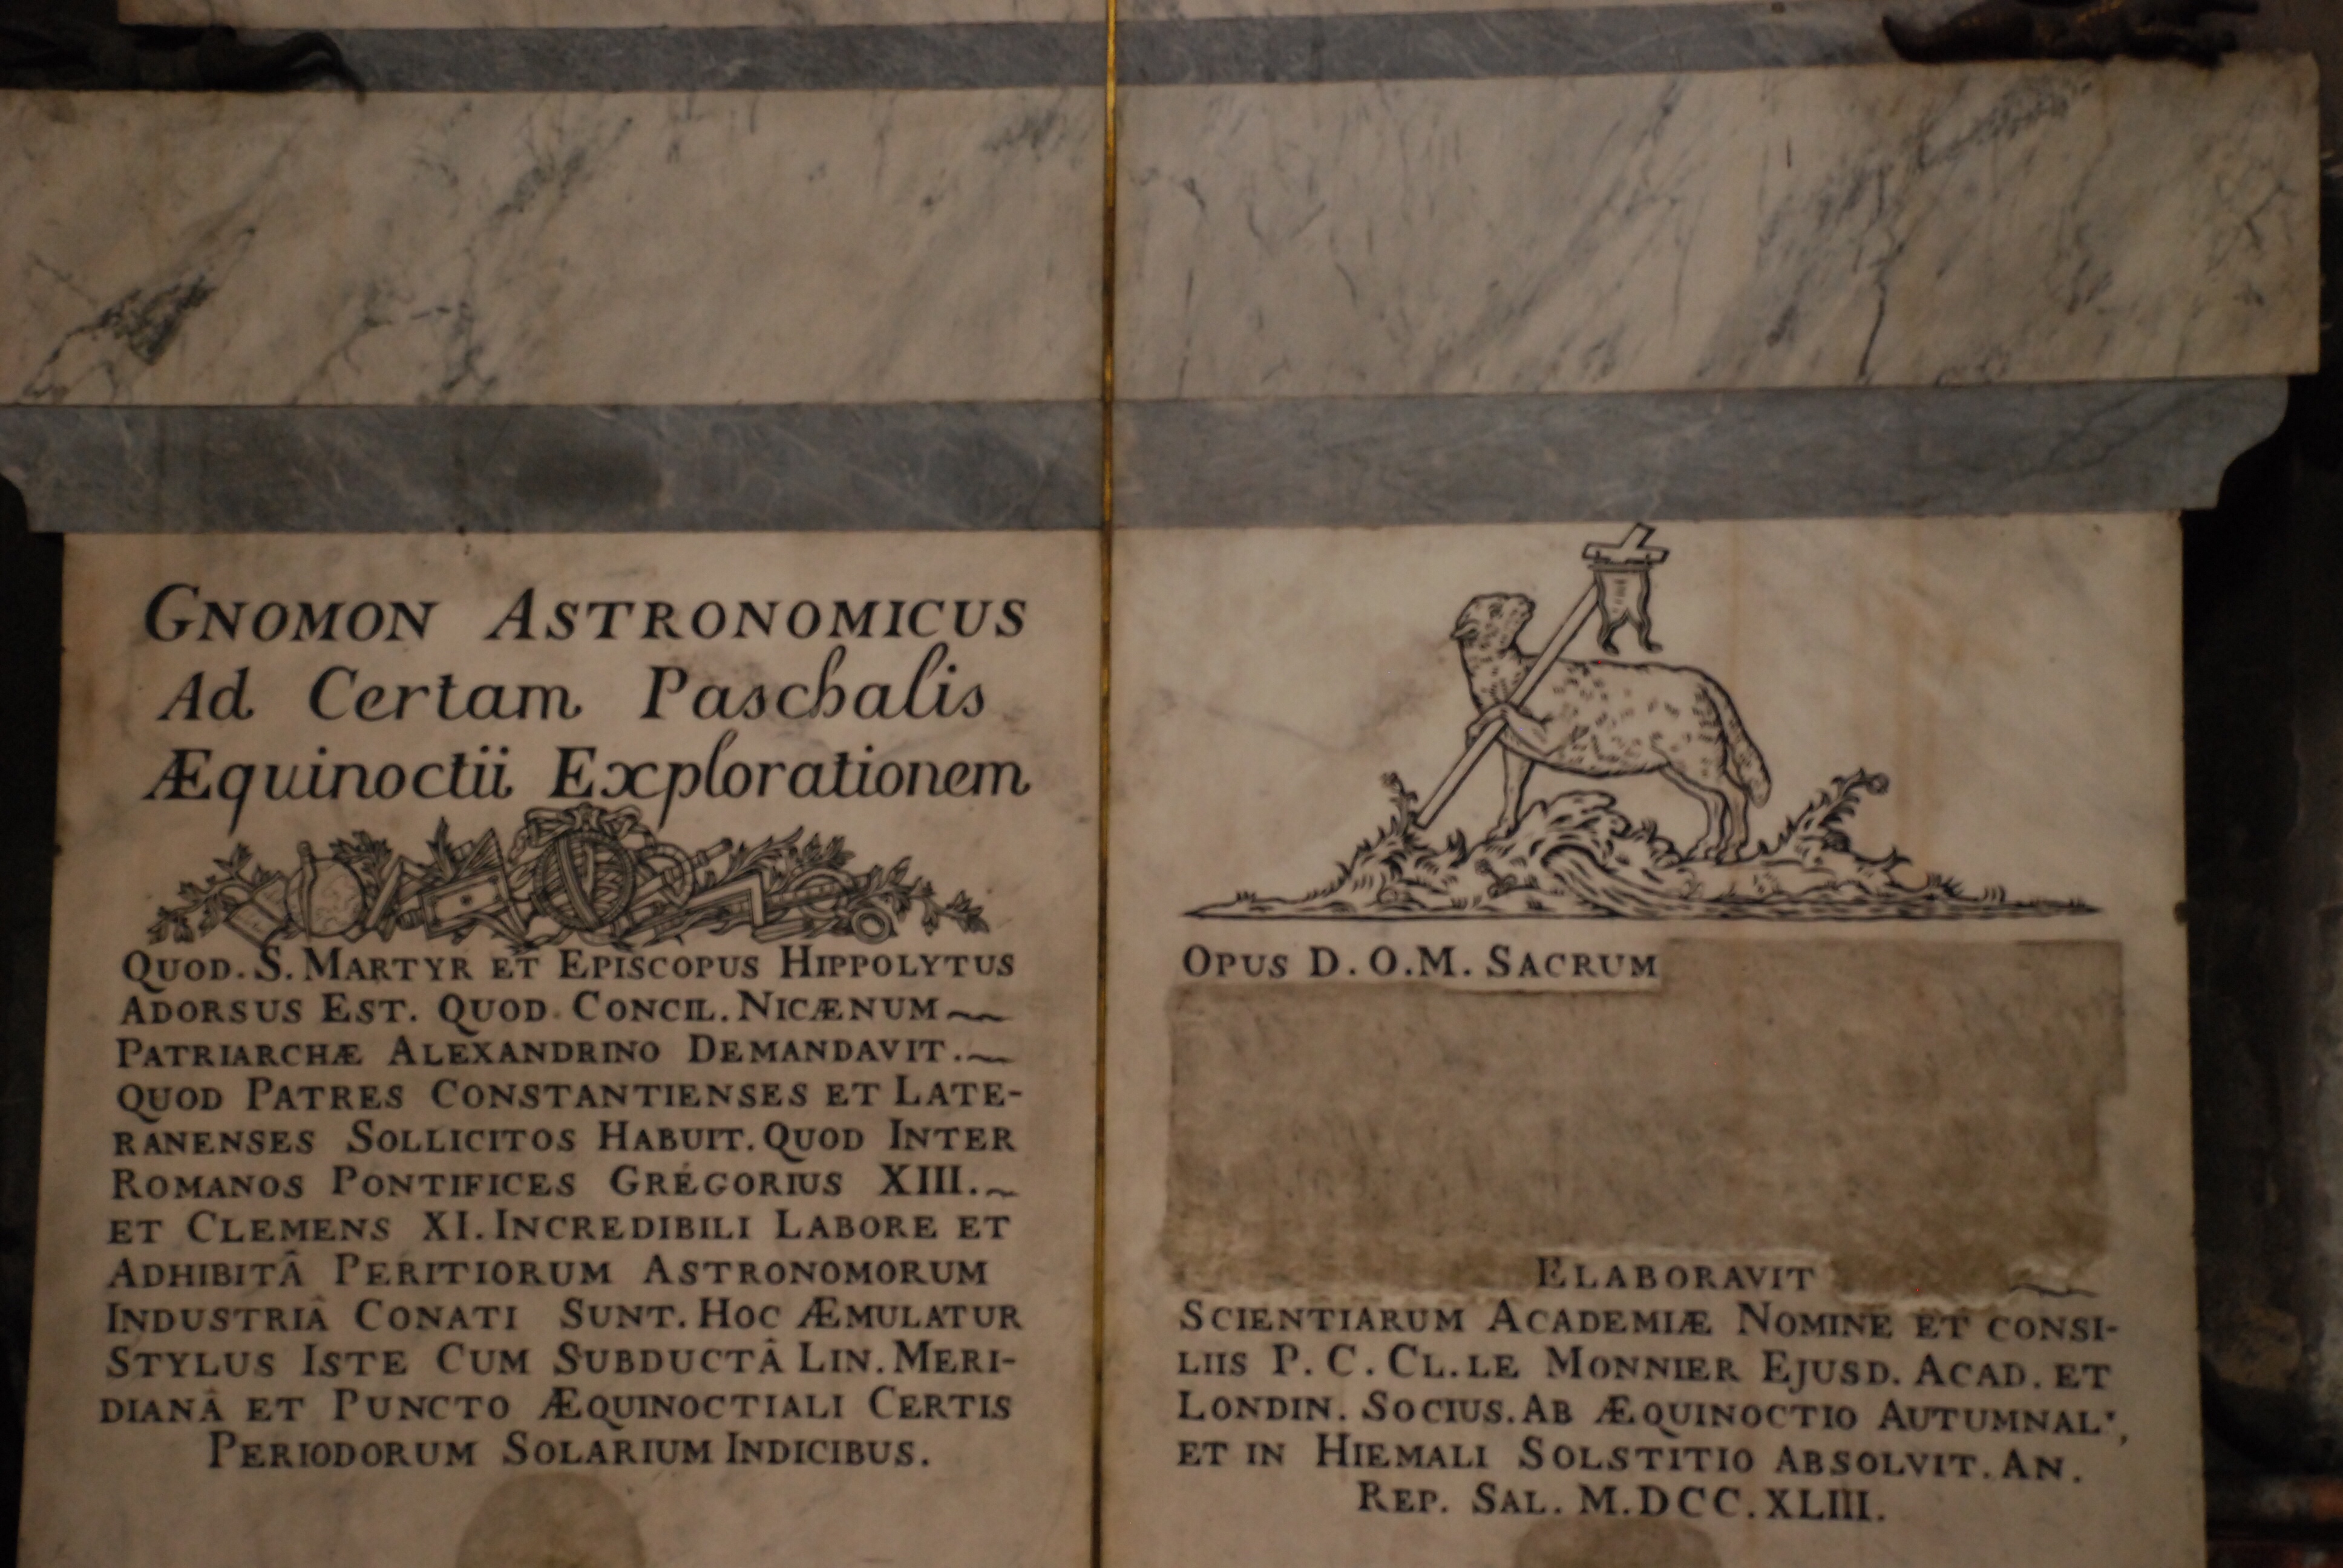 GNOMON ASTRONOMICUS
Ad Certam Paschalis
Æquinoctii Explorationem
QUOD. S. MARTYR ET EPISCOPUS HIPPOLYTUS
ADORSUS EST. QUOD CONCIL. NICÆNUM
PATRIARCHÆ ALEXANDRINO DEMANDAVIT.
QUOD PATRES CONSTANTIENSES ET LATE-
RANENSES SOLLICITOS HABUIT. QUOD INTER
ROMANOS PONTIFICES GREGORIUS XIII.
ET CLEMENS XI. INCREDIBILI LABORE ET
ADHIBITÂ PERITIORUM ASTRONOMORUM
INDUSTRIÂ CONATI SUNT. HOC ÆMULATUR
STYLUS ISTE CUM SUBDUCTÂ LIN. MERI-
DIANÂ ET PUNCTO ÆQUINOCTIALI CERTIS
PERIODORUM SOLARIUM INDICIBUS.
OPUS D. O. M. SACRUM
ELABORAVIT
SCIENTIARUM ACADEMIÆ NOMINE ET CONSI-
LIIS P. C. CL. LE MONNIER EJUSD. ACAD. ET
LONDIN. SOCIUS. AB ÆQUINOCTIO AUTUMNAL',
ET IN HIEMALI SOLSTITIO ABSOLVIT. AN.
REP. SAL. M.DCC.XLIII.